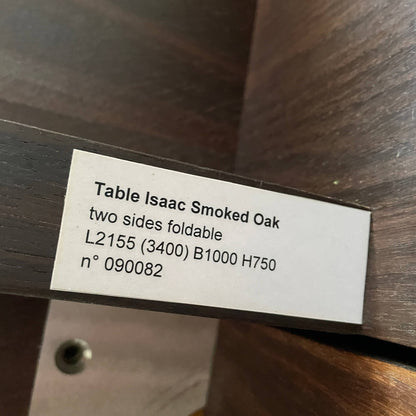 Table Isaac Smoked Oak
two sides foldable
L2155 (3400) B1000 H750
n° 090082